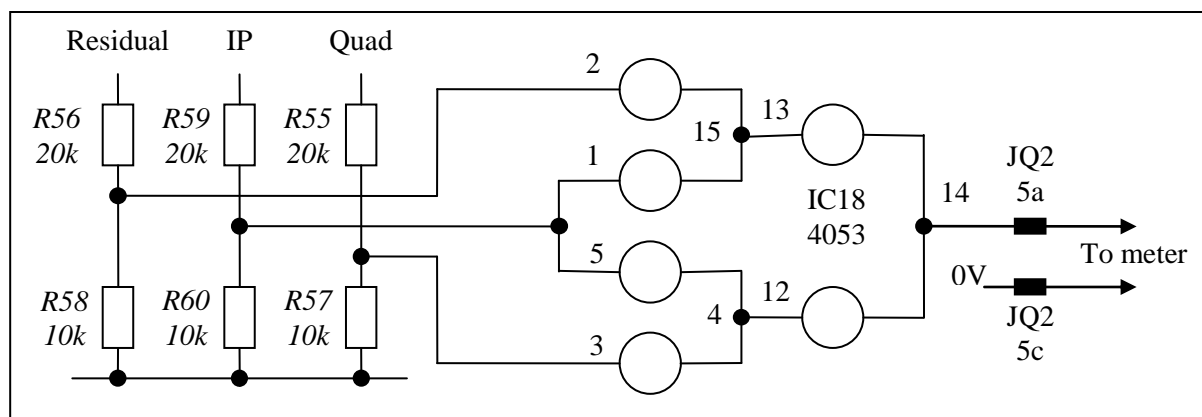 Residual IP Quad
R56 20k
R59 20k
R55 20k
R58 10k
R60 10k
R57 10k
2
1
5
3
15
4
13
12
IC18
4053
14
JQ2
5a
To meter
0V
JQ2
5c